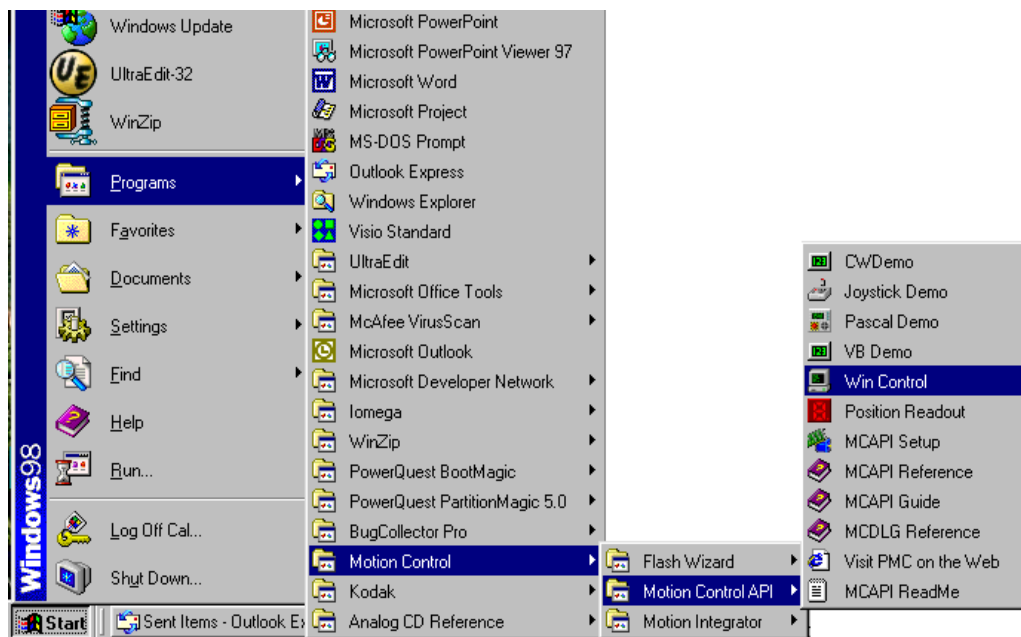 Windows Update
UltraEdit-32
WinZip
Programs
Favorites
Documents
Settings
Find
Help
Run...
Log Off Cal...
Shut Down...
Windows98
Start
Sent Items - Outlook Ex
Microsoft PowerPoint
Microsoft PowerPoint Viewer 97
Microsoft Word
Microsoft Project
MS-DOS Prompt
Outlook Express
Windows Explorer
Visio Standard
UltraEdit
Microsoft Office Tools
McAfee VirusScan
Microsoft Outlook
Microsoft Developer Network
Iomega
WinZip
PowerQuest BootMagic
PowerQuest PartitionMagic 5.0
BugCollector Pro
Motion Control
Kodak
Analog CD Reference
Flash Wizard
Motion Control API
Motion Integrator
CWDemo
Joystick Demo
Pascal Demo
VB Demo
Win Control
Position Readout
MCAPI Setup
MCAPI Reference
MCAPI Guide
MCDLG Reference
Visit PMC on the Web
MCAPI ReadMe